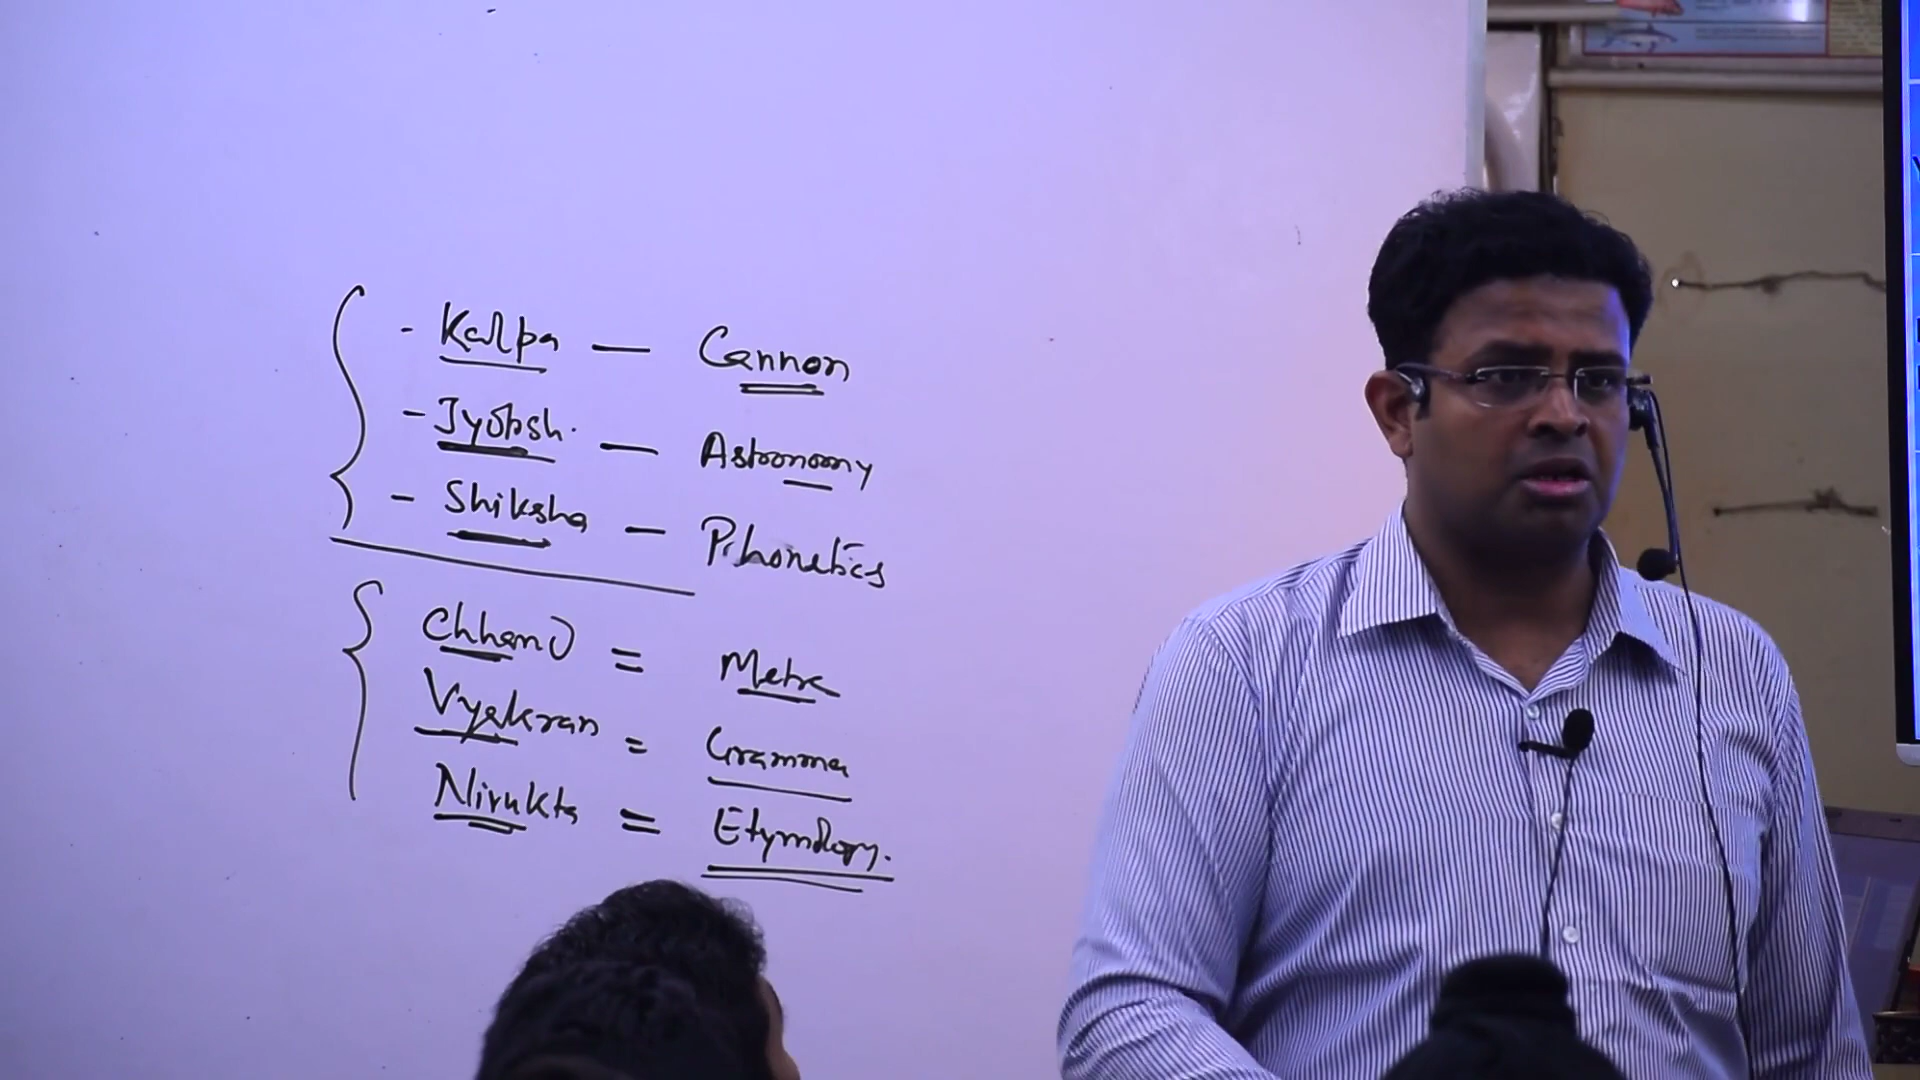 - Kalpa — Cannon
- Jyotish — Astronomy
- Shiksha — Phonetics
Chhand = Metre
Vyakran = Grammar
Nirukta = Etymology.